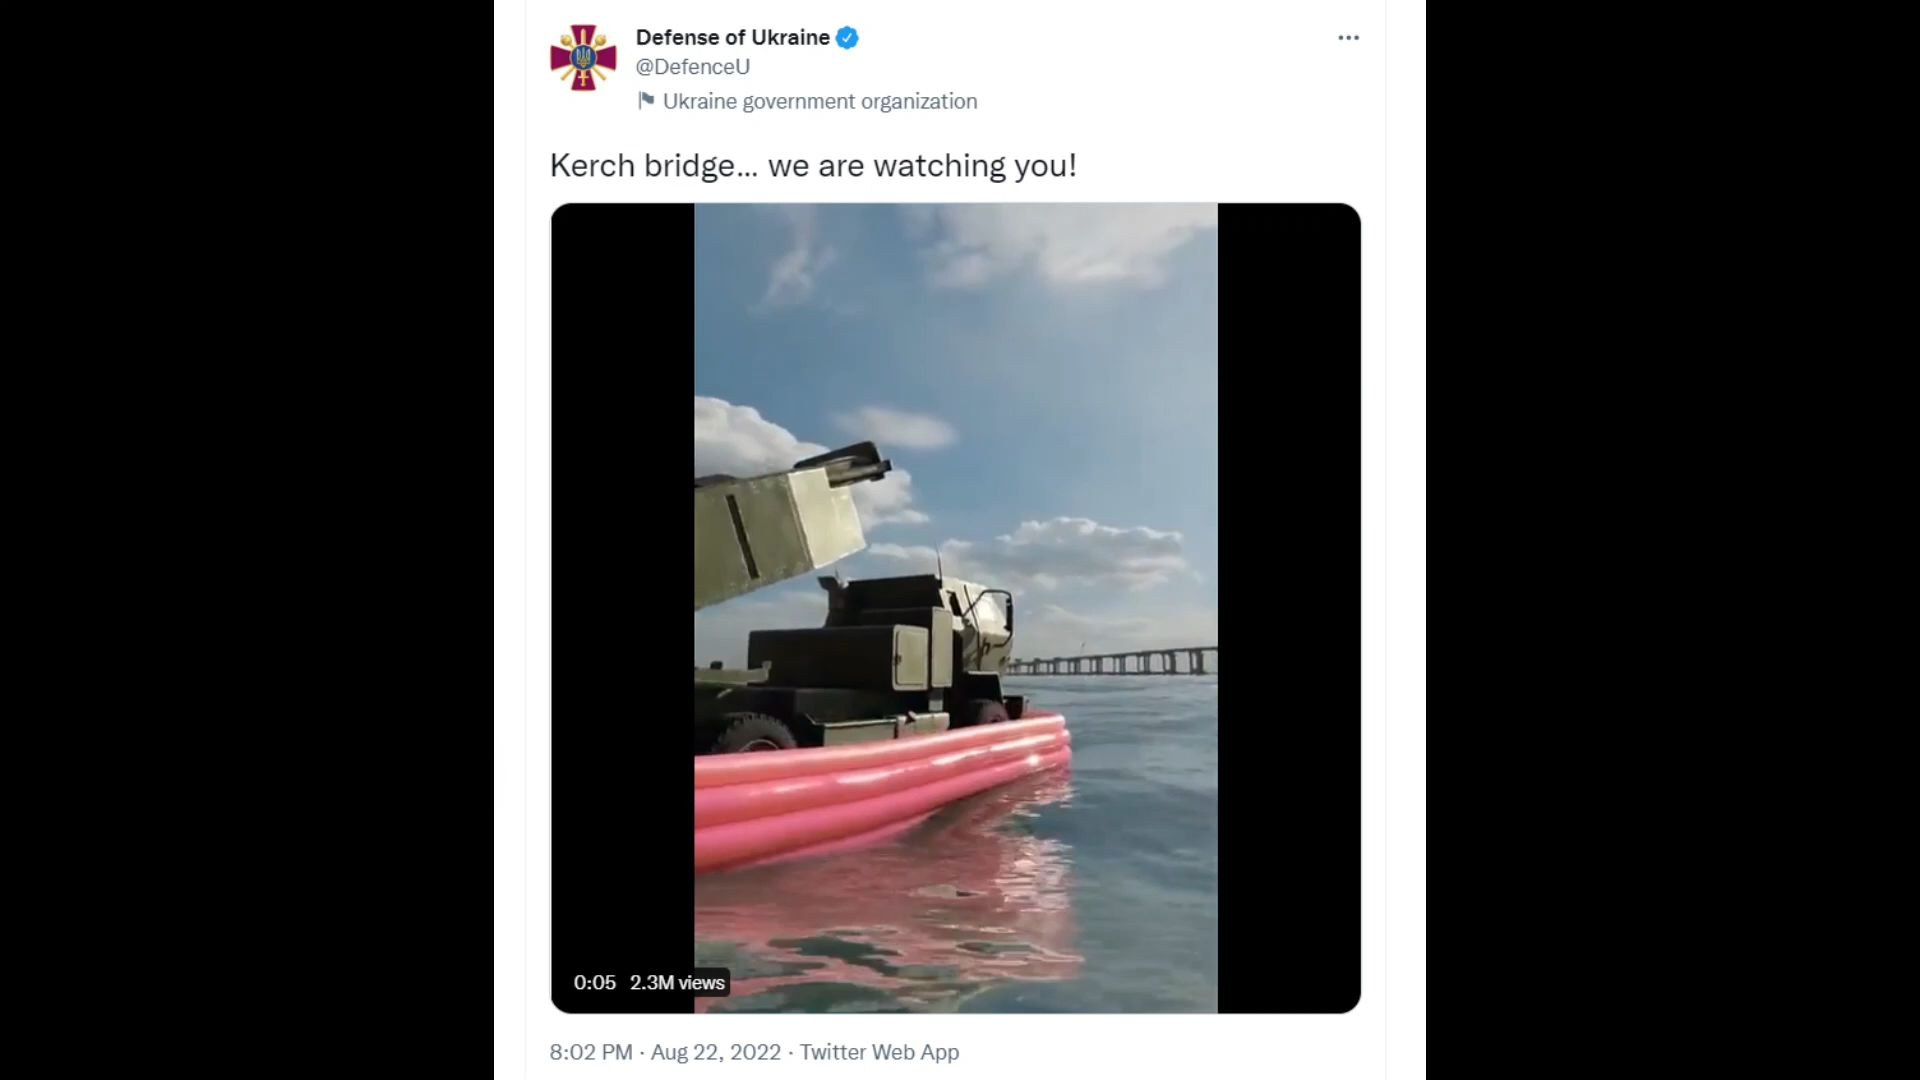 Defense of Ukraine
@DefenceU
Ukraine government organization
Kerch bridge... we are watching you!
0:05 2.3M views
8:02 PM · Aug 22, 2022 · Twitter Web App